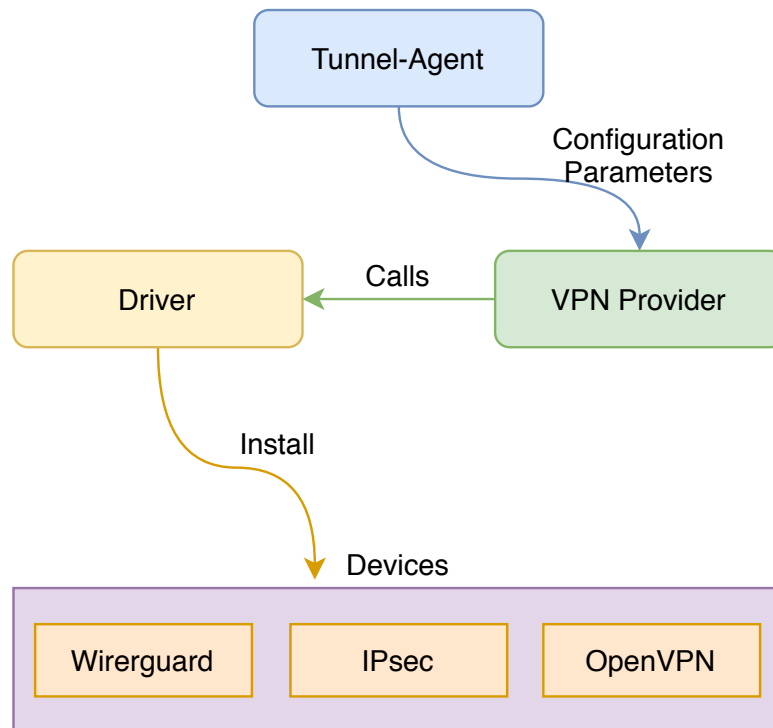 Tunnel-Agent
Configuration
Parameters
Calls
Driver
VPN Provider
Install
Devices
Wirerguard
IPsec
OpenVPN